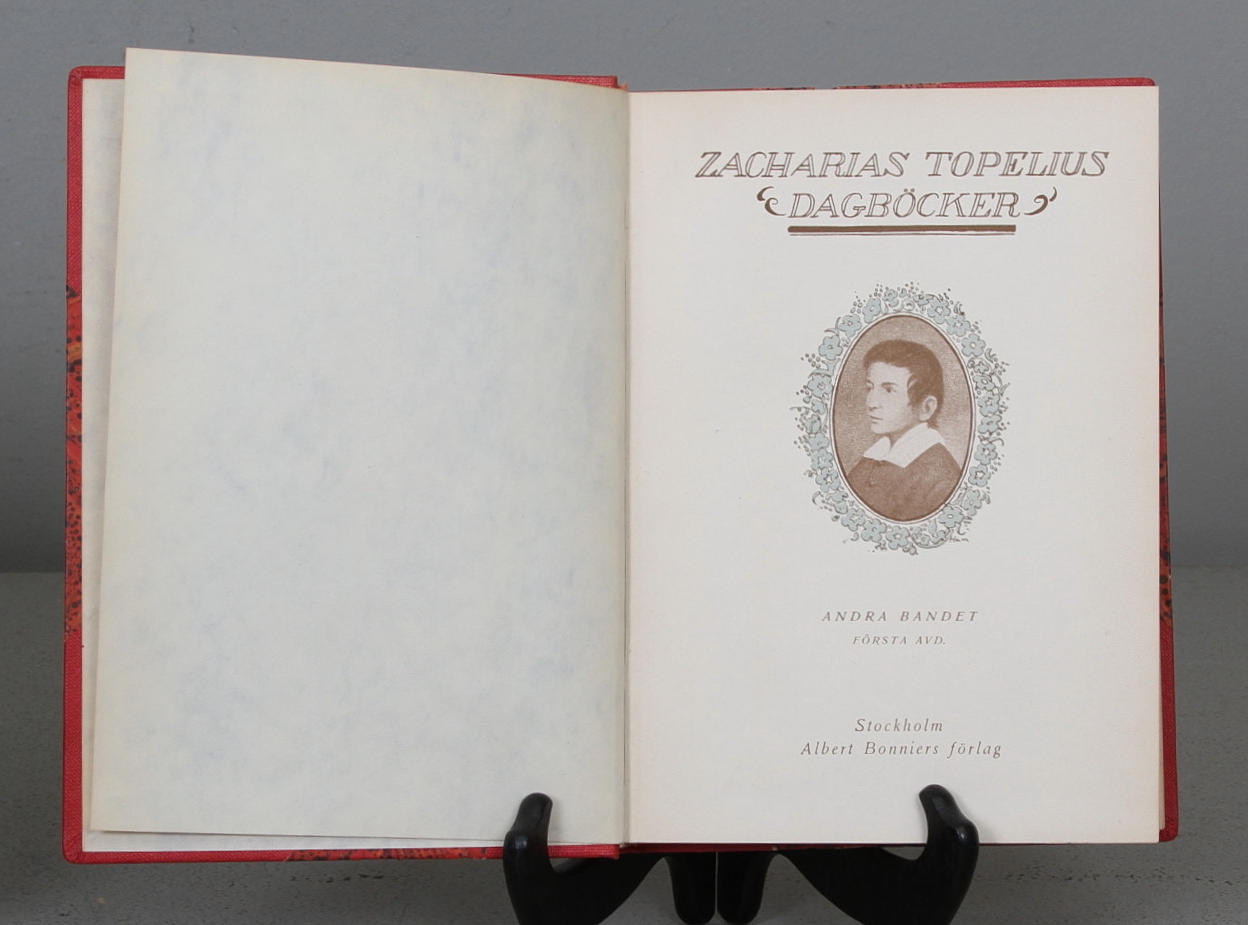 ZACHARIAS TOPELIUS
DAGBÖCKER
ANDRA BANDET
FÖRSTA AVD.
Stockholm
Albert Bonniers förlag